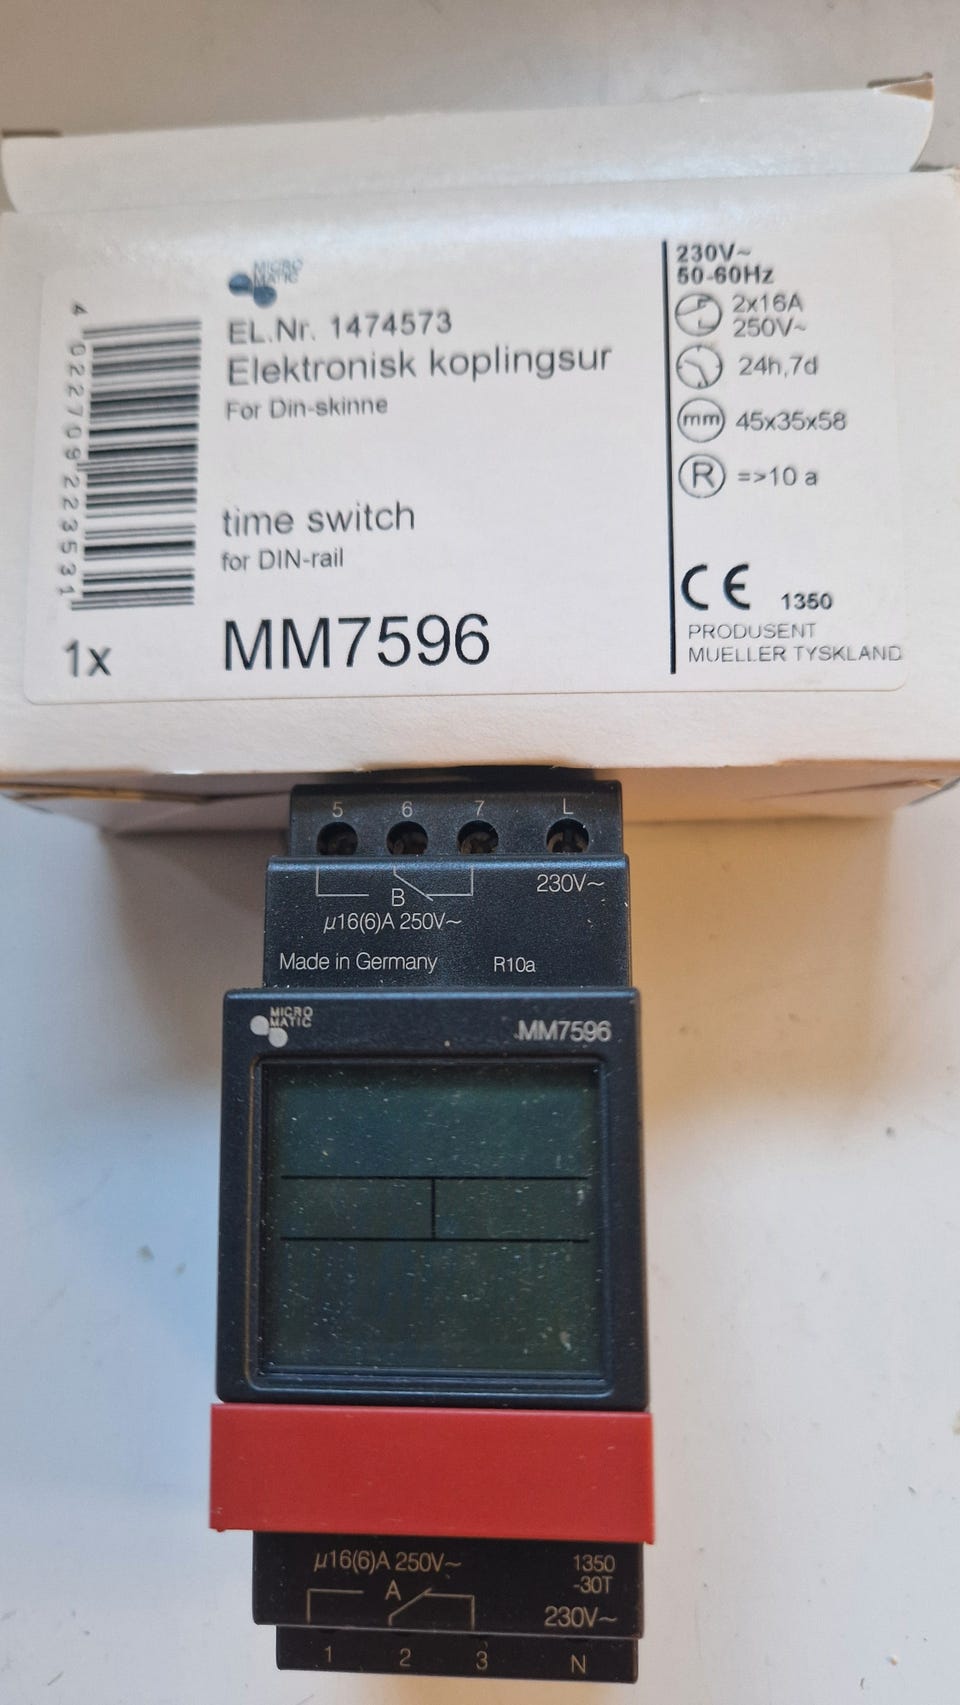 MICRO
MATIC
EL.Nr. 1474573
Elektronisk koplingsur
For Din-skinne
time switch
for DIN-rail
MM7596
4 022709 223531
1x
230V~
50-60Hz
2x16A
250V~
24h,7d
mm 45x35x58
R =>10 a
CE 1350
PRODUSENT
MUELLER TYSKLAND
5 6 7 L
B
230V~
µ16(6)A 250V~
Made in Germany R10a
MICRO
MATIC
MM7596
µ16(6)A 250V~
1350
-30T
A
230V~
1 2 3 N